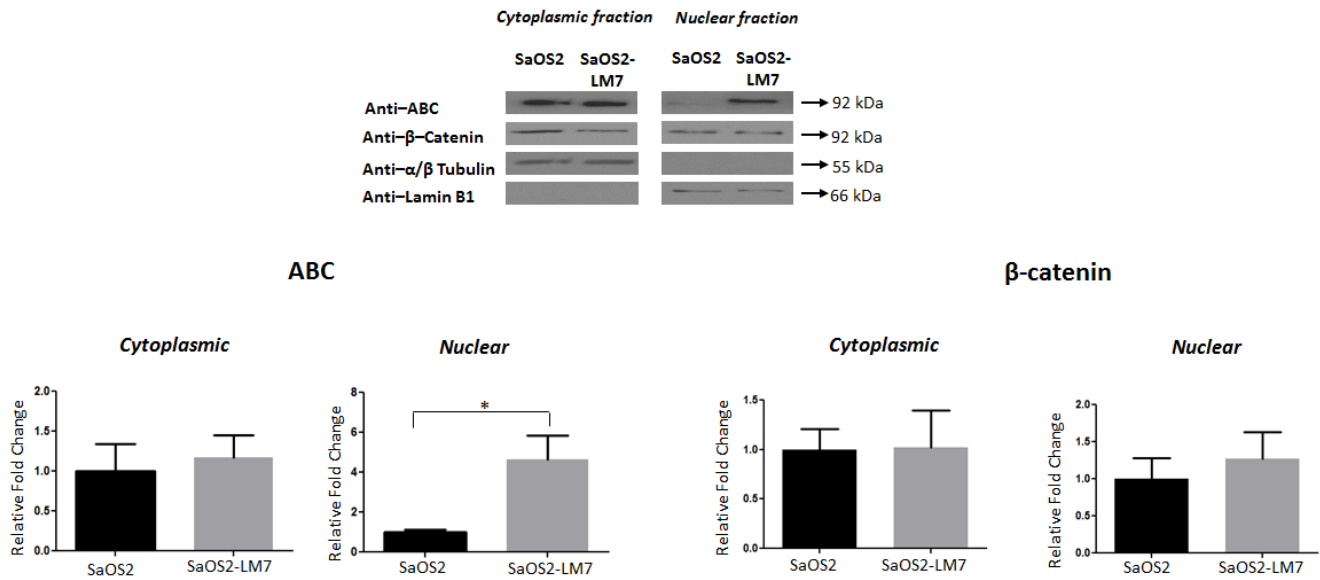 Cytoplasmic fraction
Nuclear fraction
SaOS2
SaOS2-
LM7
SaOS2
SaOS2-
LM7
Anti–ABC
92 kDa
Anti–β–Catenin
92 kDa
Anti–α/β Tubulin
55 kDa
Anti–Lamin B1
66 kDa
ABC
β-catenin
Cytoplasmic
Relative Fold Change
2.0
1.5
1.0
0.5
0.0
SaOS2
SaOS2-LM7
Nuclear
Relative Fold Change
8
6
4
2
0
*
SaOS2
SaOS2-LM7
Cytoplasmic
Relative Fold Change
1.5
1.0
0.5
0.0
SaOS2
SaOS2-LM7
Nuclear
Relative Fold Change
2.0
1.5
1.0
0.5
0.0
SaOS2
SaOS2-LM7